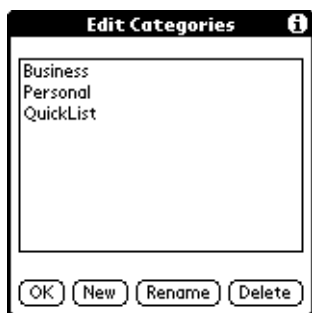 Edit Categories i
Business
Personal
QuickList
OK New Rename Delete